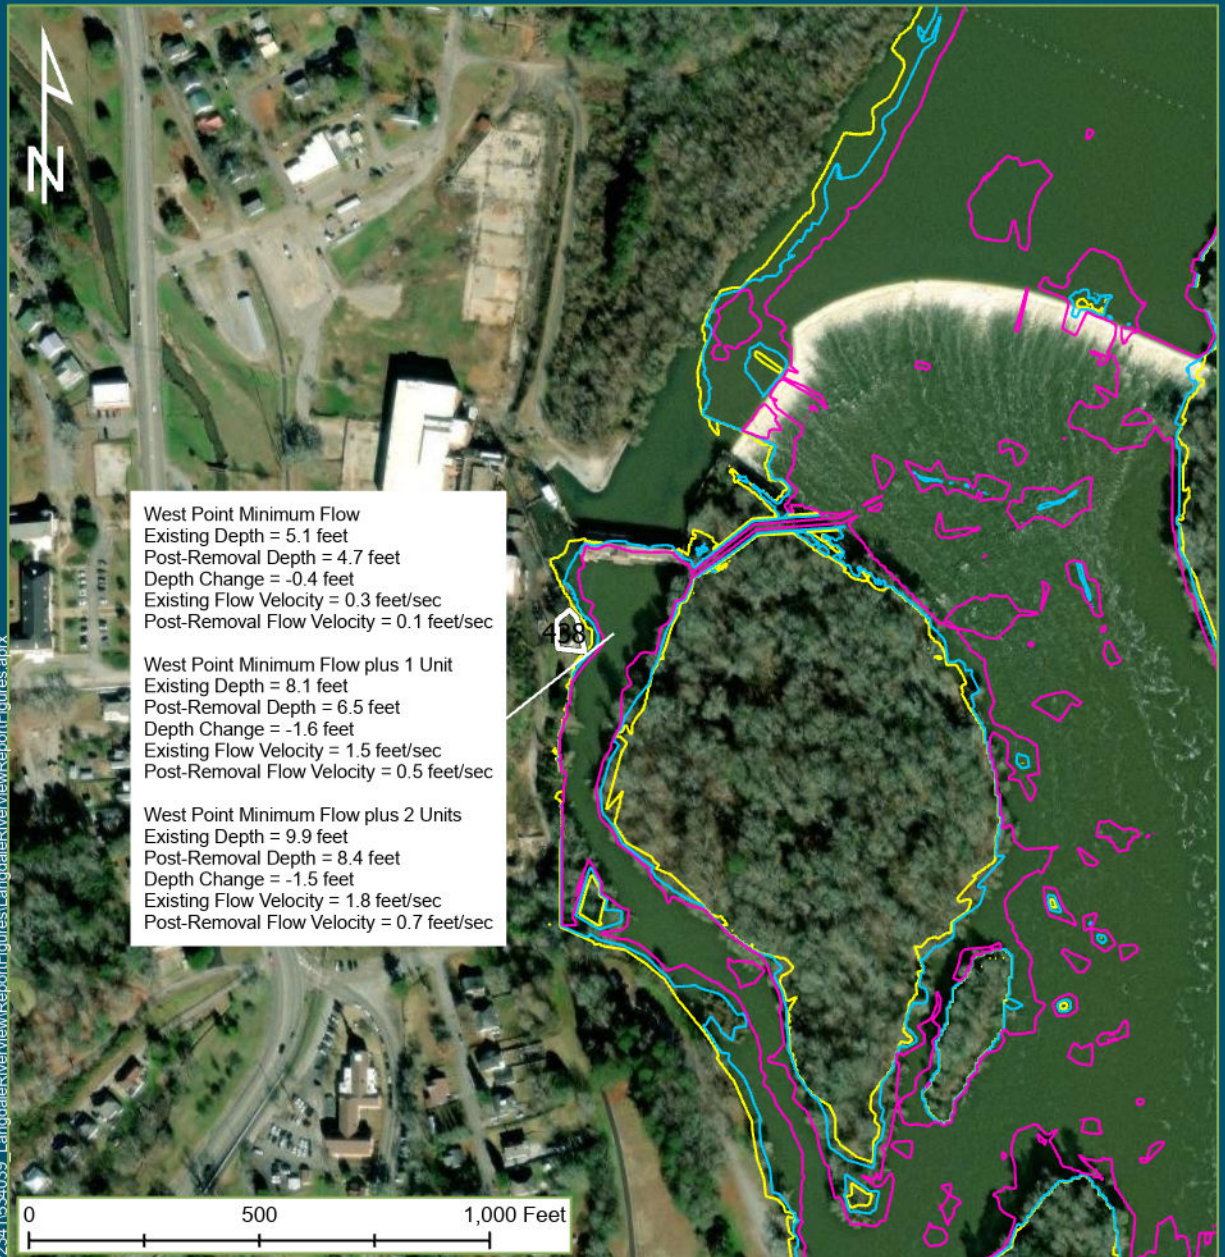 N
West Point Minimum Flow
Existing Depth = 5.1 feet
Post-Removal Depth = 4.7 feet
Depth Change = -0.4 feet
Existing Flow Velocity = 0.3 feet/sec
Post-Removal Flow Velocity = 0.1 feet/sec
West Point Minimum Flow plus 1 Unit
Existing Depth = 8.1 feet
Post-Removal Depth = 6.5 feet
Depth Change = -1.6 feet
Existing Flow Velocity = 1.5 feet/sec
Post-Removal Flow Velocity = 0.5 feet/sec
West Point Minimum Flow plus 2 Units
Existing Depth = 9.9 feet
Post-Removal Depth = 8.4 feet
Depth Change = -1.5 feet
Existing Flow Velocity = 1.8 feet/sec
Post-Removal Flow Velocity = 0.7 feet/sec
438
0 500 1,000 Feet